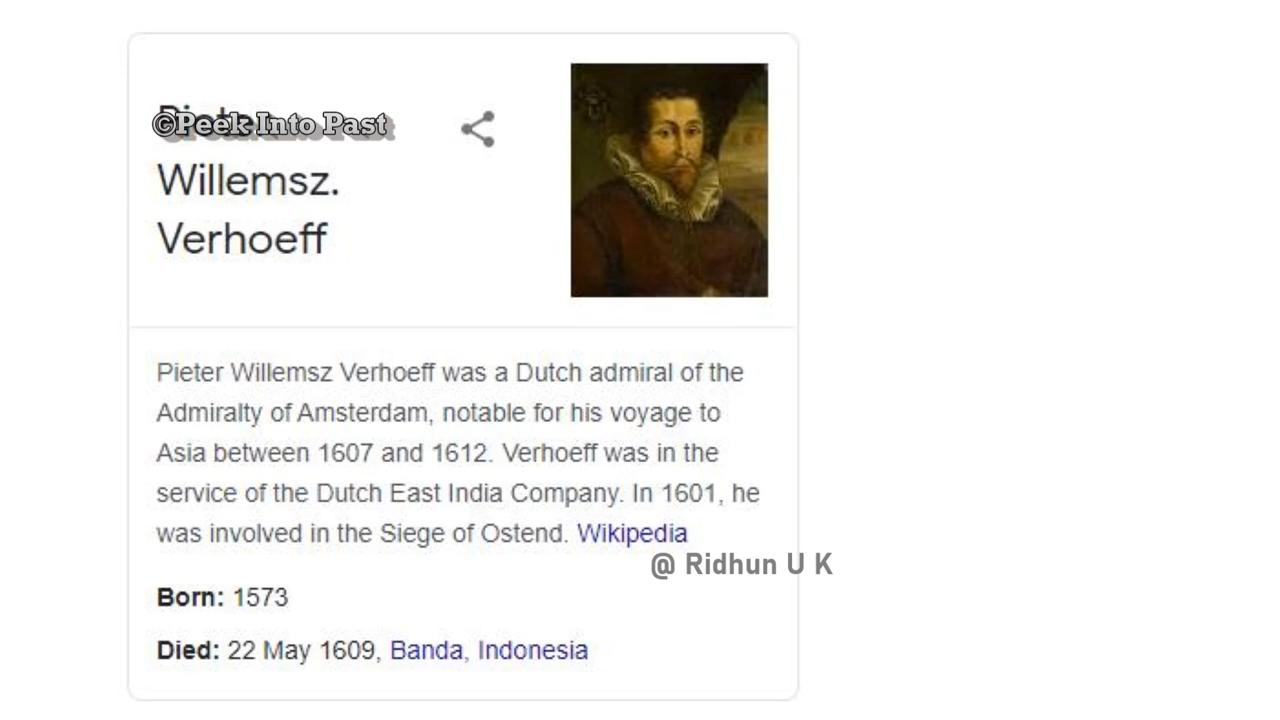 Pieter
©Peek Into Past
Willemsz.
Verhoeff
Pieter Willemsz Verhoeff was a Dutch admiral of the
Admiralty of Amsterdam, notable for his voyage to
Asia between 1607 and 1612. Verhoeff was in the
service of the Dutch East India Company. In 1601, he
was involved in the Siege of Ostend. Wikipedia
@ Ridhun U K
Born: 1573
Died: 22 May 1609, Banda, Indonesia